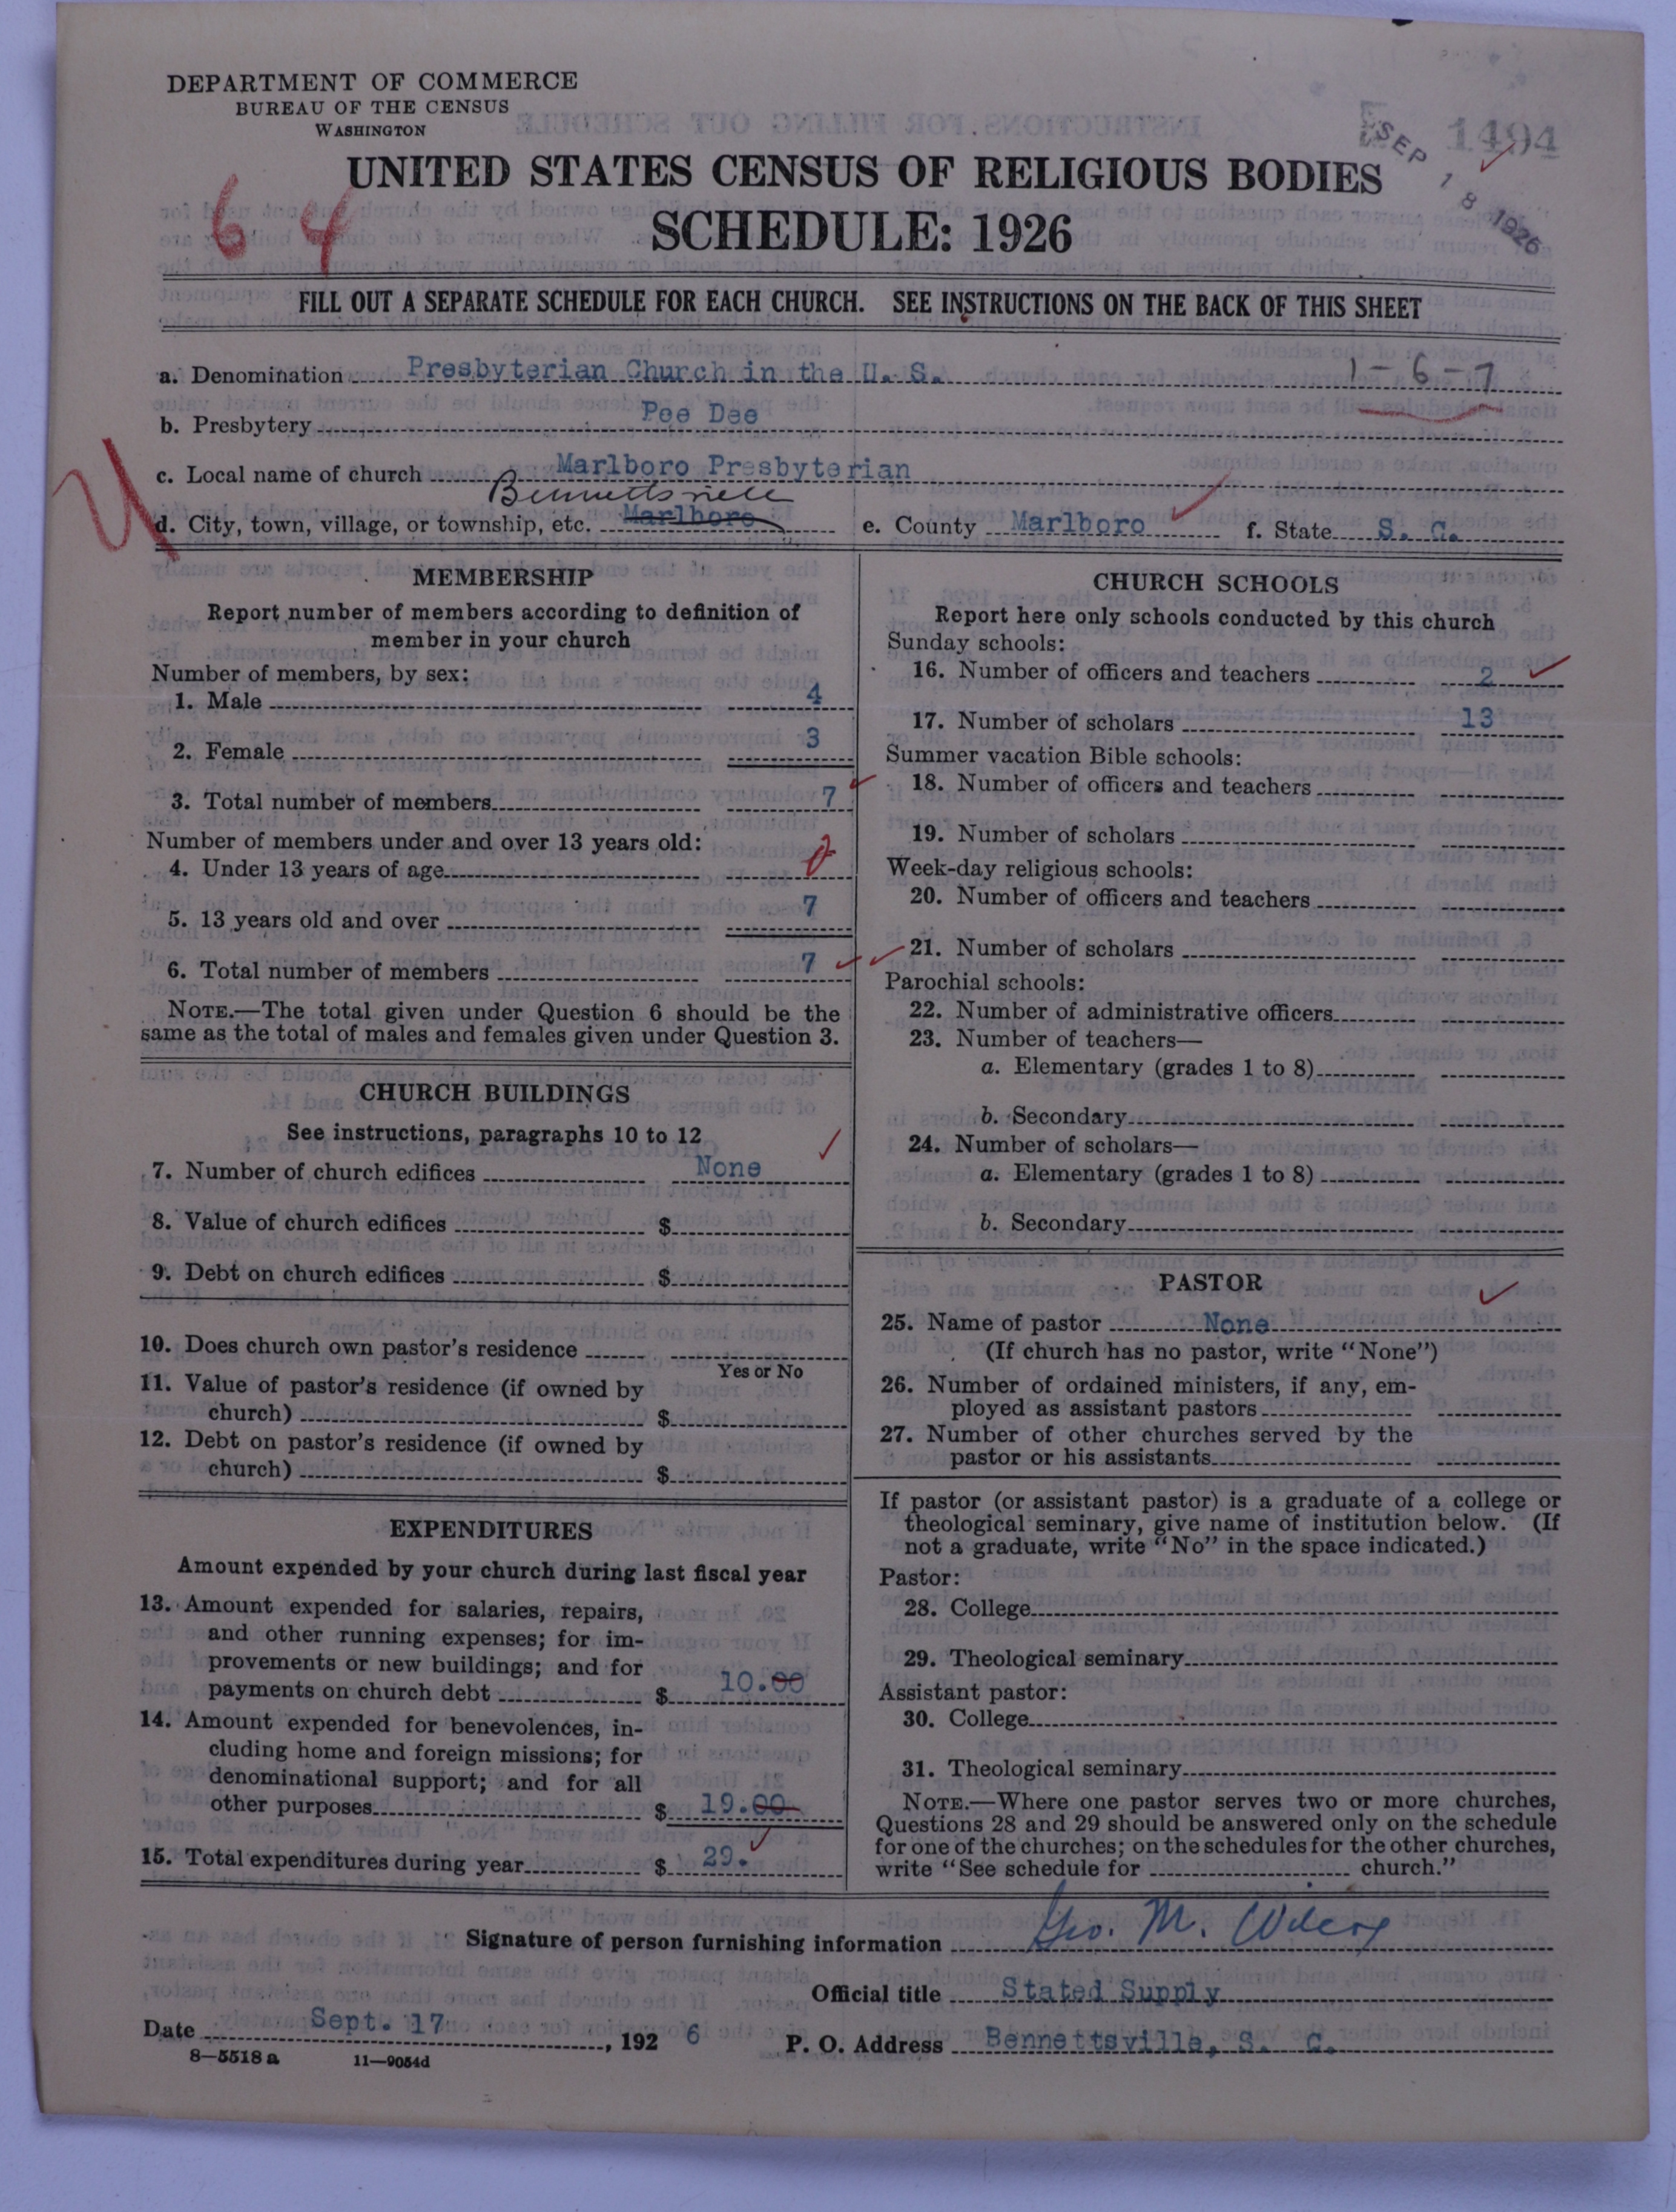 DEPARTMENT OF COMMERCE
BUREAU OF THE CENSUS
WASHINGTON
1494
SEP 18 1926
UNITED STATES CENSUS OF RELIGIOUS BODIES
SCHEDULE: 1926
64
FILL OUT A SEPARATE SCHEDULE FOR EACH CHURCH. SEE INSTRUCTIONS ON THE BACK OF THIS SHEET
a. Denomination Presbyterian Church in the U. S. 1-6-7
b. Presbytery Pee Dee
c. Local name of church Marlboro Presbyterian
Bennettsville
d. City, town, village, or township, etc. Marlboro e. County Marlboro f. State S. C.
MEMBERSHIP
Report number of members according to definition of
member in your church
Number of members, by sex:
1. Male 4
2. Female 3
3. Total number of members 7
Number of members under and over 13 years old:
4. Under 13 years of age 0
5. 13 years old and over 7
6. Total number of members 7
NOTE.—The total given under Question 6 should be the
same as the total of males and females given under Question 3.
CHURCH BUILDINGS
See instructions, paragraphs 10 to 12
7. Number of church edifices None
8. Value of church edifices $
9. Debt on church edifices $
10. Does church own pastor's residence
Yes or No
11. Value of pastor's residence (if owned by
church) $
12. Debt on pastor's residence (if owned by
church) $
EXPENDITURES
Amount expended by your church during last fiscal year
13. Amount expended for salaries, repairs,
and other running expenses; for im-
provements or new buildings; and for
payments on church debt $ 10.00
14. Amount expended for benevolences, in-
cluding home and foreign missions; for
denominational support; and for all
other purposes $ 19.00
15. Total expenditures during year $ 29.
CHURCH SCHOOLS
Report here only schools conducted by this church
Sunday schools:
16. Number of officers and teachers 2
17. Number of scholars 13
Summer vacation Bible schools:
18. Number of officers and teachers
19. Number of scholars
Week-day religious schools:
20. Number of officers and teachers
21. Number of scholars
Parochial schools:
22. Number of administrative officers
23. Number of teachers—
a. Elementary (grades 1 to 8)
b. Secondary
24. Number of scholars—
a. Elementary (grades 1 to 8)
b. Secondary
PASTOR
25. Name of pastor None
(If church has no pastor, write "None")
26. Number of ordained ministers, if any, em-
ployed as assistant pastors
27. Number of other churches served by the
pastor or his assistants
If pastor (or assistant pastor) is a graduate of a college or
theological seminary, give name of institution below. (If
not a graduate, write "No" in the space indicated.)
Pastor:
28. College
29. Theological seminary
Assistant pastor:
30. College
31. Theological seminary
NOTE.—Where one pastor serves two or more churches,
Questions 28 and 29 should be answered only on the schedule
for one of the churches; on the schedules for the other churches,
write "See schedule for church."
Signature of person furnishing information Geo. M. Wilcox
Official title Stated Supply
Date Sept. 17, 1926 P. O. Address Bennettsville, S. C.
8—5518 a 11—9054d